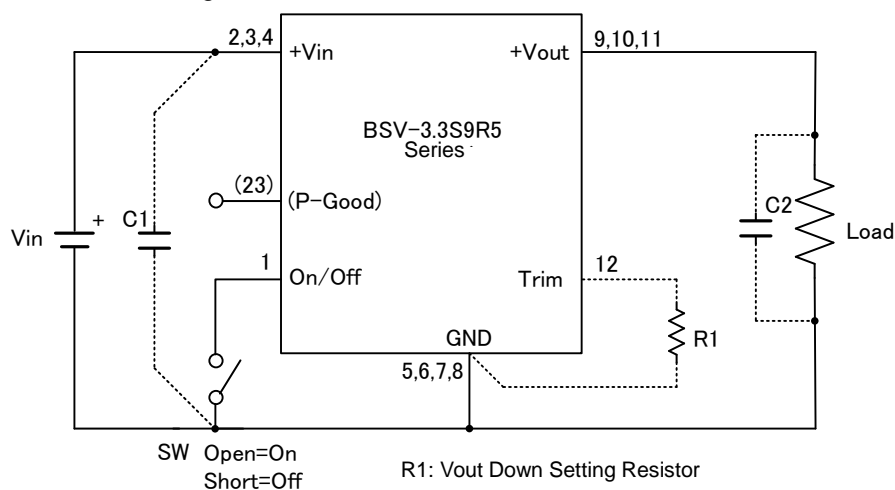 2,3,4
+Vin
+Vout
9,10,11
BSV-3.3S9R5
Series
(23)
(P-Good)
Vin
+
C1
C2
Load
1
On/Off
Trim
12
R1
GND
5,6,7,8
SW Open=On
Short=Off
R1: Vout Down Setting Resistor